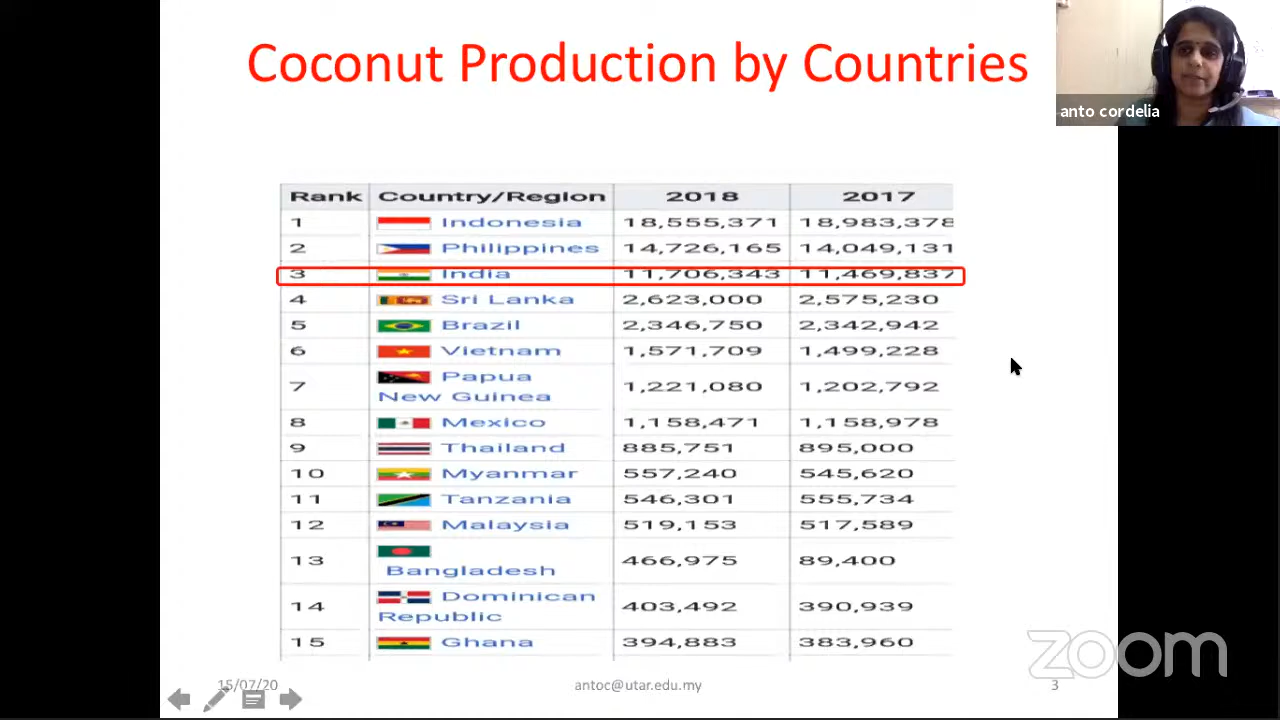 Coconut Production by Countries
anto cordelia
Rank Country/Region 2018 2017
1 Indonesia 18,555,371 18,983,378
2 Philippines 14,726,165 14,049,131
3 India 11,706,343 11,469,837
4 Sri Lanka 2,623,000 2,575,230
5 Brazil 2,346,750 2,342,942
6 Vietnam 1,571,709 1,499,228
7 Papua New Guinea 1,221,080 1,202,792
8 Mexico 1,158,471 1,158,978
9 Thailand 885,751 895,000
10 Myanmar 557,240 545,620
11 Tanzania 546,301 555,734
12 Malaysia 519,153 517,589
13 Bangladesh 466,975 89,400
14 Dominican Republic 403,492 390,939
15 Ghana 394,883 383,960
zoom
15/07/20 antoc@utar.edu.my 3